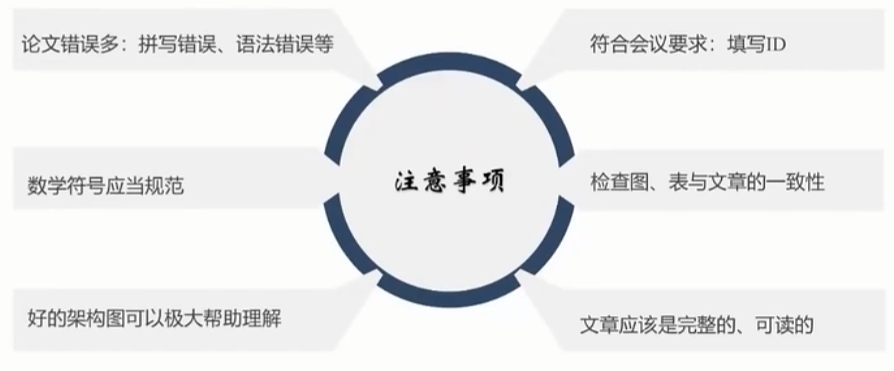 论文错误多：拼写错误、语法错误等
符合会议要求：填写ID
数学符号应当规范
注意事项
检查图、表与文章的一致性
好的架构图可以极大帮助理解
文章应该是完整的、可读的